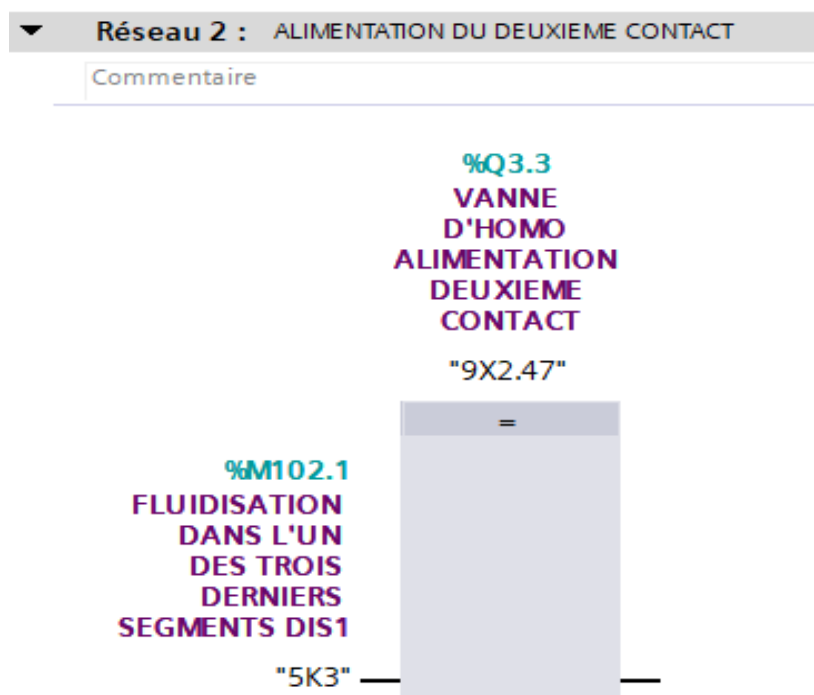 Réseau 2 : ALIMENTATION DU DEUXIEME CONTACT
Commentaire
%Q3.3
VANNE
D'HOMO
ALIMENTATION
DEUXIEME
CONTACT
"9X2.47"
=
%M102.1
FLUIDISATION
DANS L'UN
DES TROIS
DERNIERS
SEGMENTS DIS1
"5K3"